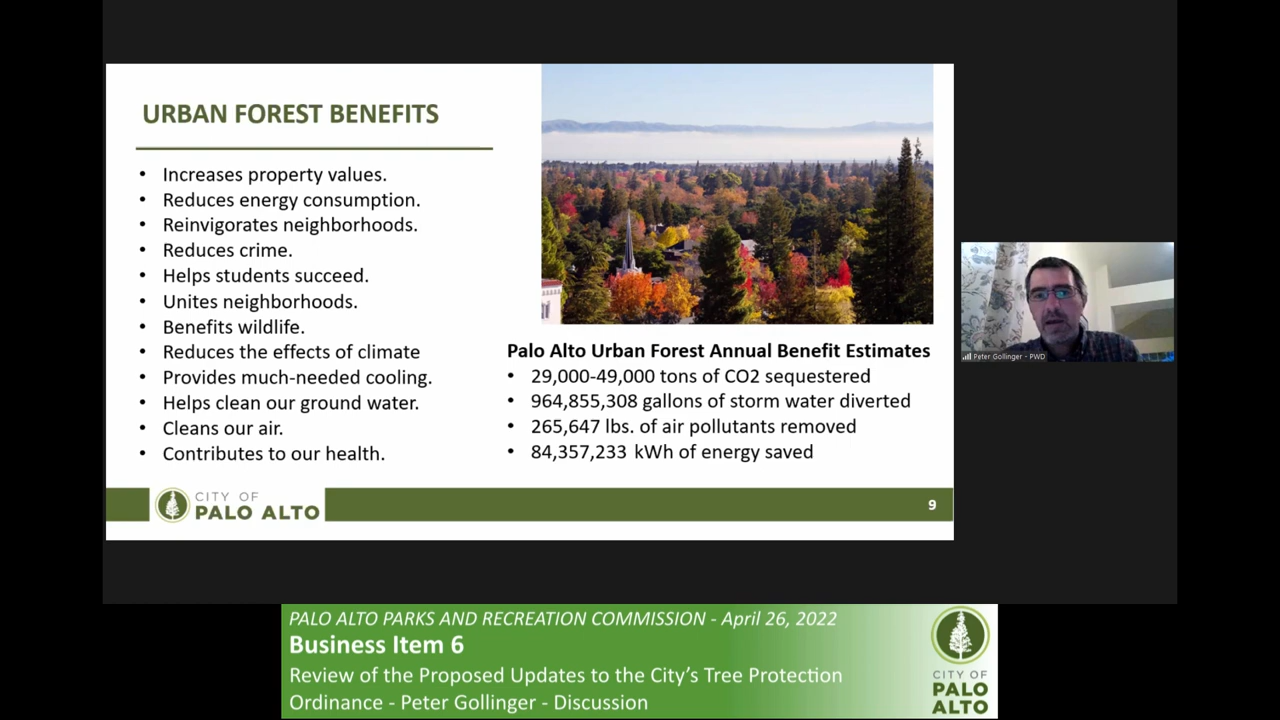 URBAN FOREST BENEFITS
• Increases property values.
• Reduces energy consumption.
• Reinvigorates neighborhoods.
• Reduces crime.
• Helps students succeed.
• Unites neighborhoods.
• Benefits wildlife.
• Reduces the effects of climate
• Provides much-needed cooling.
• Helps clean our ground water.
• Cleans our air.
• Contributes to our health.
Palo Alto Urban Forest Annual Benefit Estimates
• 29,000-49,000 tons of CO2 sequestered
• 964,855,308 gallons of storm water diverted
• 265,647 lbs. of air pollutants removed
• 84,357,233 kWh of energy saved
CITY OF
PALO ALTO
9
Peter Gollinger - PWD
PALO ALTO PARKS AND RECREATION COMMISSION - April 26, 2022
Business Item 6
Review of the Proposed Updates to the City's Tree Protection
Ordinance - Peter Gollinger - Discussion
CITY OF
PALO
ALTO